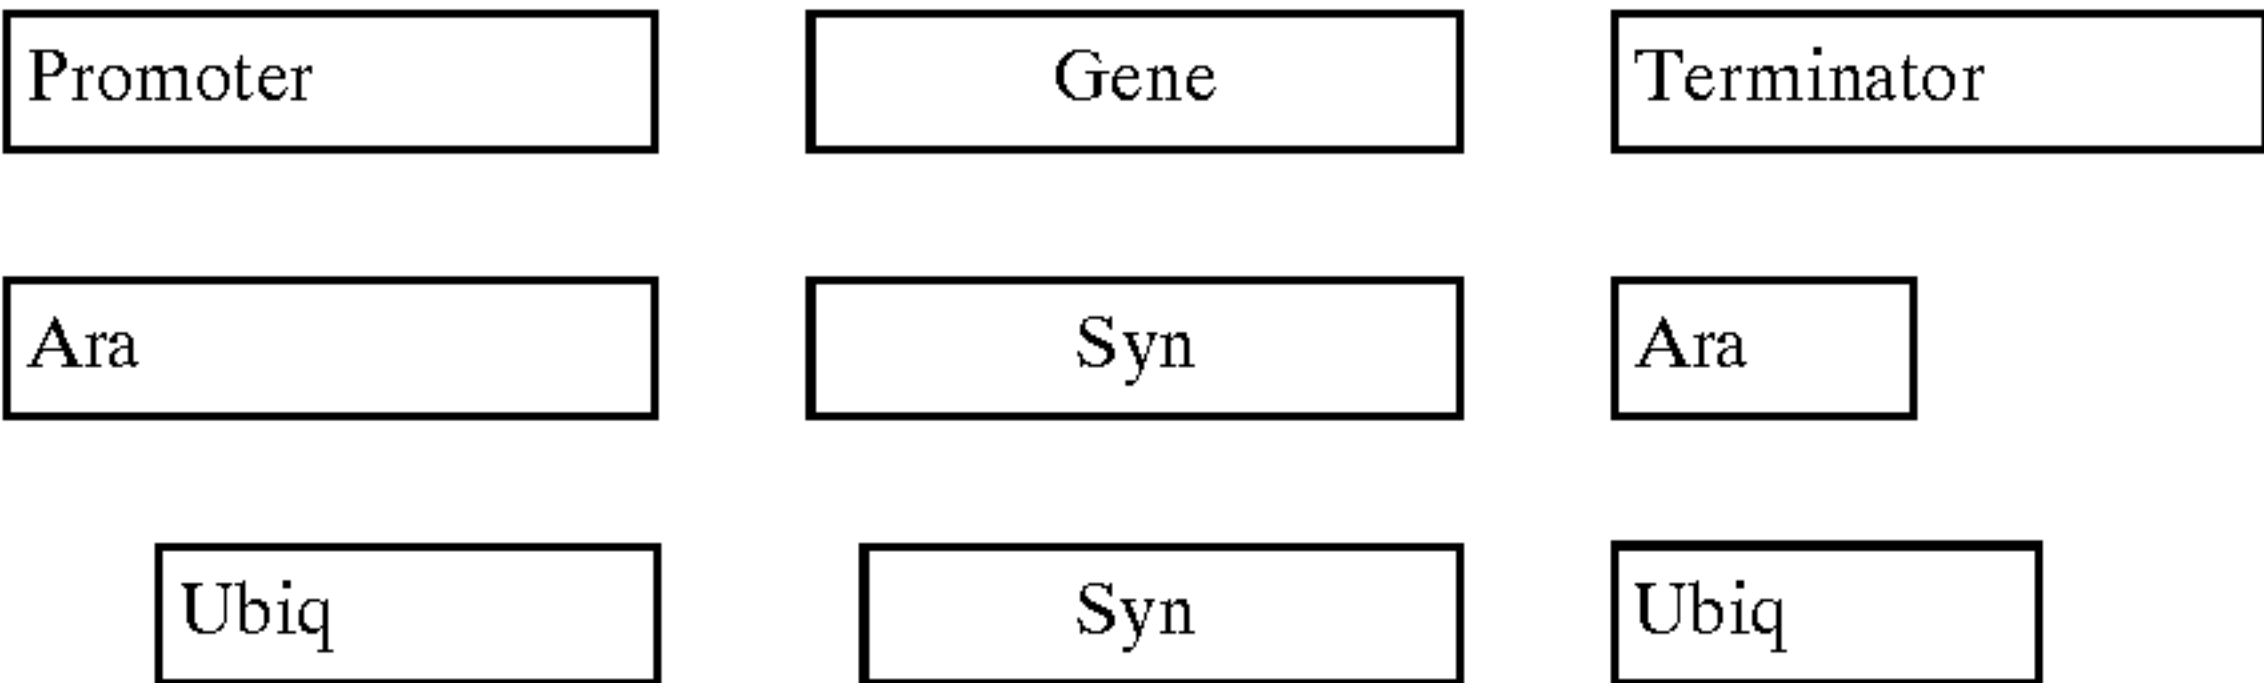 Promoter Gene Terminator
Ara Syn Ara
Ubiq Syn Ubiq